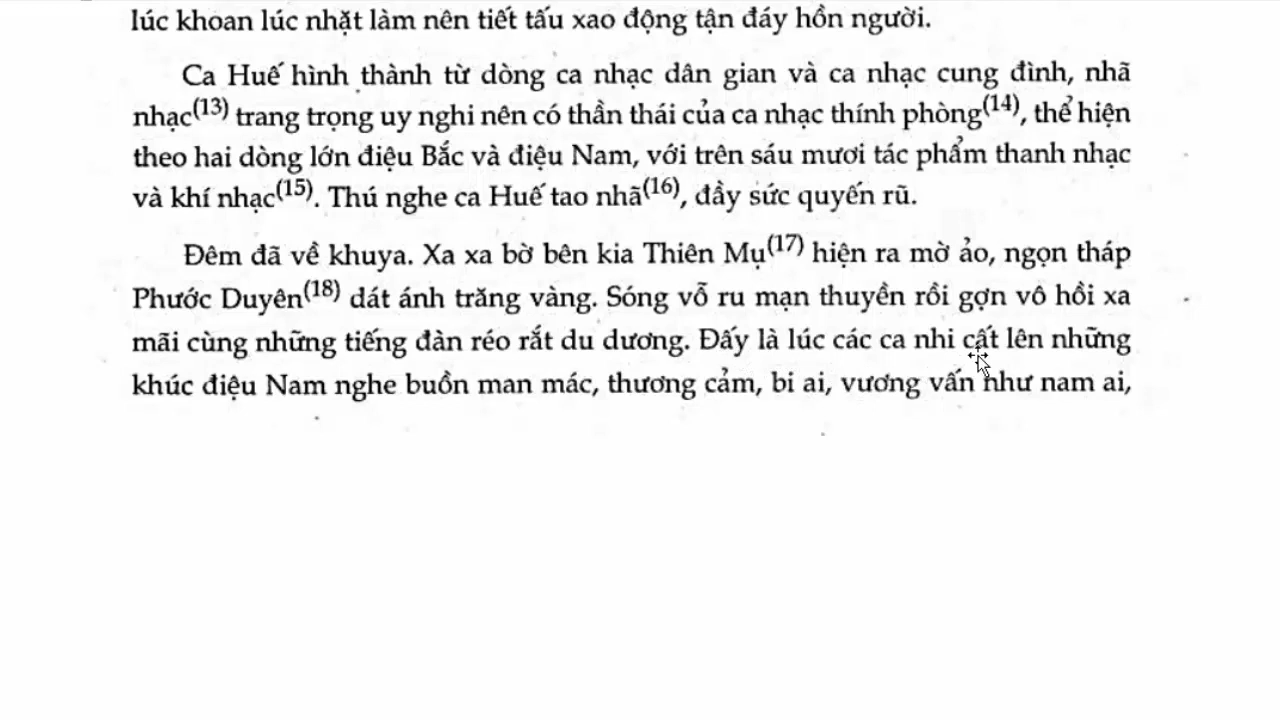 lúc khoan lúc nhặt làm nên tiết tấu xao động tận đáy hồn người.
Ca Huế hình thành từ dòng ca nhạc dân gian và ca nhạc cung đình, nhã
nhạc(13) trang trọng uy nghi nên có thần thái của ca nhạc thính phòng(14), thể hiện
theo hai dòng lớn điệu Bắc và điệu Nam, với trên sáu mươi tác phẩm thanh nhạc
và khí nhạc(15). Thú nghe ca Huế tao nhã(16), đầy sức quyến rũ.
Đêm đã về khuya. Xa xa bờ bên kia Thiên Mụ(17) hiện ra mờ ảo, ngọn tháp
Phước Duyên(18) dát ánh trăng vàng. Sóng vỗ ru mạn thuyền rồi gợn vô hồi xa
mãi cùng những tiếng đàn réo rắt du dương. Đấy là lúc các ca nhi cất lên những
khúc điệu Nam nghe buồn man mác, thương cảm, bi ai, vương vấn như nam ai,